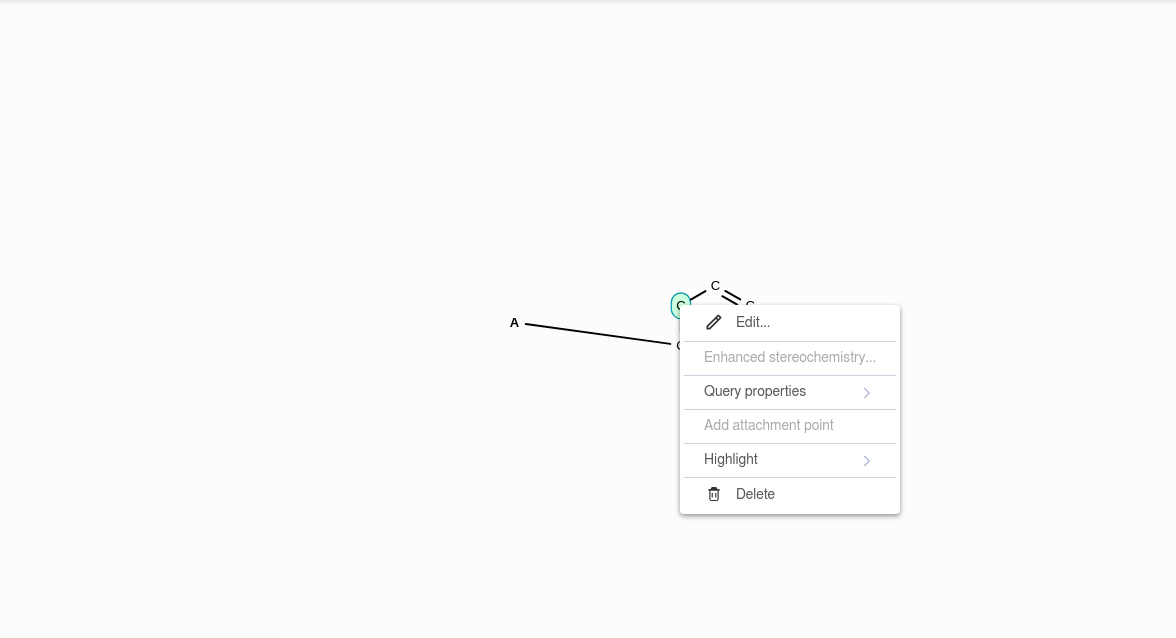 C
C
C
A
C
Edit...
Enhanced stereochemistry...
Query properties
Add attachment point
Highlight
Delete